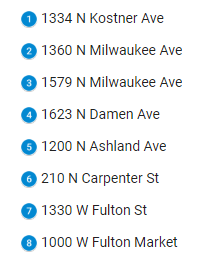 1 1334 N Kostner Ave
2 1360 N Milwaukee Ave
3 1579 N Milwaukee Ave
4 1623 N Damen Ave
5 1200 N Ashland Ave
6 210 N Carpenter St
7 1330 W Fulton St
8 1000 W Fulton Market